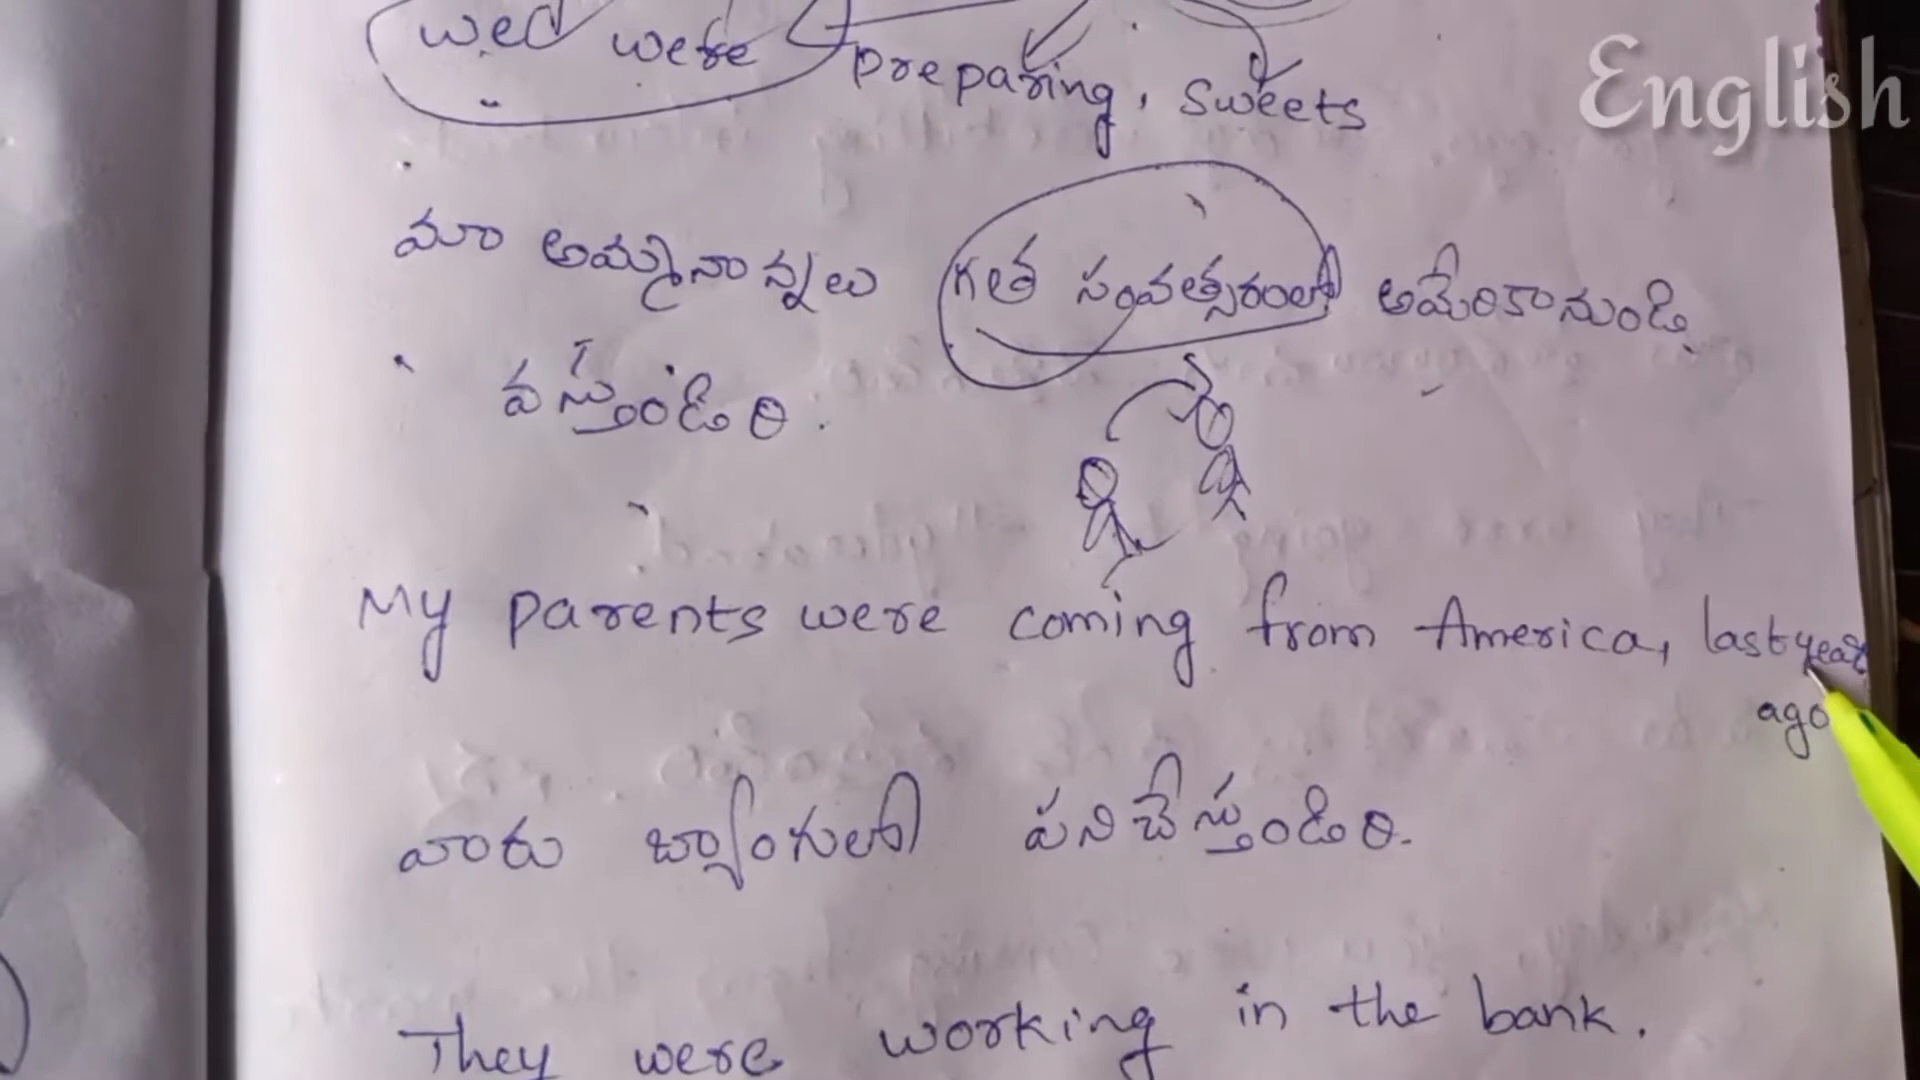 English
we were preparing, sweets
మా అమ్మానాన్నలు గత సంవత్సరంలో అమేరికానుండి
వస్తుండిరి.
My parents were coming from America, last year
ago
వారు బ్యాంగులో పనిచేస్తుండిరి.
They were working in the bank.